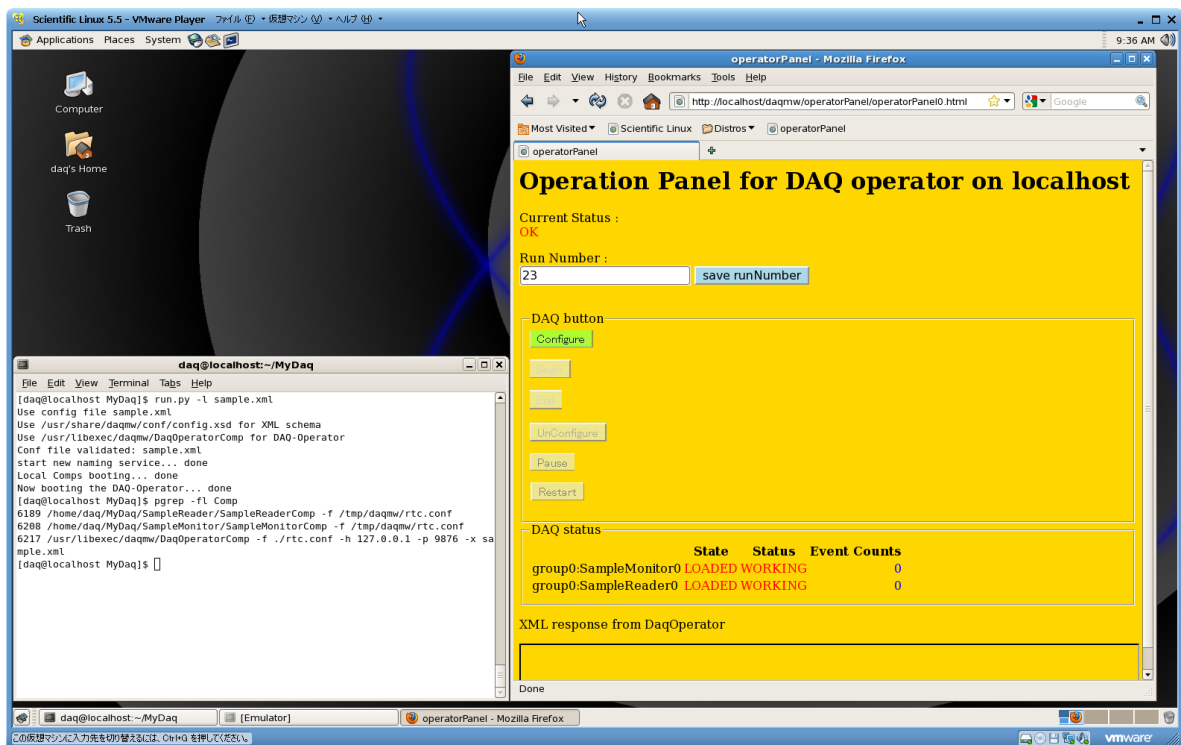 Scientific Linux 5.5 - VMware Player ファイル(F) 仮想マシン(V) ヘルプ(H)
Applications Places System 9:36 AM
Computer
daq's Home
Trash
operatorPanel - Mozilla Firefox
File Edit View History Bookmarks Tools Help
http://localhost/daqmw/operatorPanel/operatorPanel0.html Google
Most Visited Scientific Linux Distros operatorPanel
operatorPanel
Operation Panel for DAQ operator on localhost
Current Status :
OK
Run Number :
23 save runNumber
DAQ button
Configure
Begin
End
UnConfigure
Pause
Restart
DAQ status
State Status Event Counts
group0:SampleMonitor0 LOADED WORKING 0
group0:SampleReader0 LOADED WORKING 0
XML response from DaqOperator
Done
daq@localhost:~/MyDaq
File Edit View Terminal Tabs Help
[daq@localhost MyDaq]$ run.py -l sample.xml
Use config file sample.xml
Use /usr/share/daqmw/conf/config.xsd for XML schema
Use /usr/libexec/daqmw/DaqOperatorComp for DAQ-Operator
Conf file validated: sample.xml
start new naming service... done
Local Comps booting... done
Now booting the DAQ-Operator... done
[daq@localhost MyDaq]$ pgrep -fl Comp
6189 /home/daq/MyDaq/SampleReader/SampleReaderComp -f /tmp/daqmw/rtc.conf
6208 /home/daq/MyDaq/SampleMonitor/SampleMonitorComp -f /tmp/daqmw/rtc.conf
6217 /usr/libexec/daqmw/DaqOperatorComp -f ./rtc.conf -h 127.0.0.1 -p 9876 -x sa
mple.xml
[daq@localhost MyDaq]$
daq@localhost:~/MyDaq [Emulator] operatorPanel - Mozilla Firefox
この仮想マシンに入力先を切り替えるには、Ctrl+G を押してください。 vmware